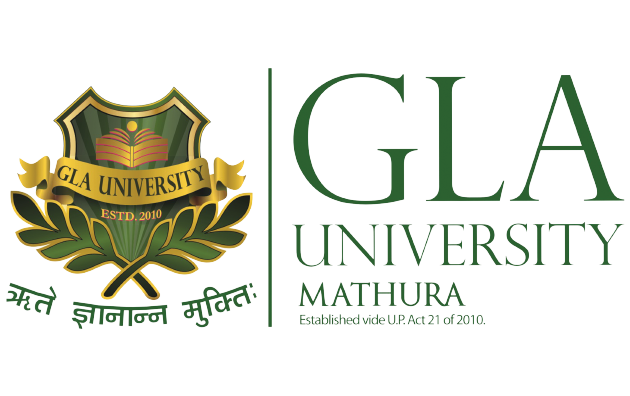 GLA UNIVERSITY
ESTD. 2010
ऋते ज्ञानान्न मुक्तिः
GLA
UNIVERSITY
MATHURA
Established vide U.P. Act 21 of 2010.